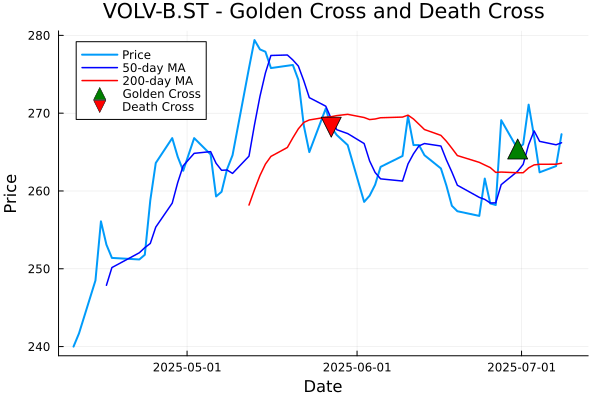 VOLV-B.ST - Golden Cross and Death Cross
280
270
260
250
240
Price
Price
50-day MA
200-day MA
Golden Cross
Death Cross
2025-05-01
2025-06-01
2025-07-01
Date